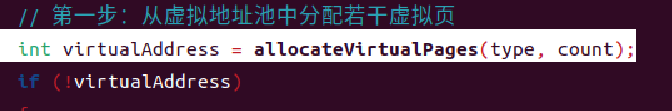 // 第一步：从虚拟地址池中分配若干虚拟页
int virtualAddress = allocateVirtualPages(type, count);
if (!virtualAddress)